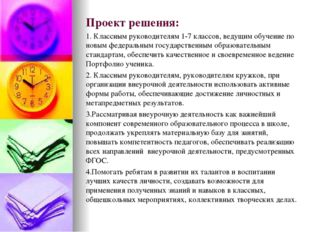 Проект решения:
1. Классным руководителям 1-7 классов, ведущим обучение по
новым федеральным государственным образовательным
стандартам, обеспечить качественное и своевременное ведение
Портфолио ученика.
2. Классным руководителям, руководителям кружков, при
организации внеурочной деятельности использовать активные
формы работы, обеспечивающие достижение личностных и
метапредметных результатов.
3.Рассматривая внеурочную деятельность как важнейший
компонент современного образовательного процесса в школе,
продолжать укреплять материальную базу для занятий,
повышать компетентность педагогов, обеспечивать реализацию
всех направлений внеурочной деятельности, предусмотренных
ФГОС.
4.Помогать ребятам в развитии их талантов и воспитании
лучших качеств личности, создавать возможности для
применения полученных знаний и навыков в классных,
общешкольных мероприятиях, коллективных творческих делах.